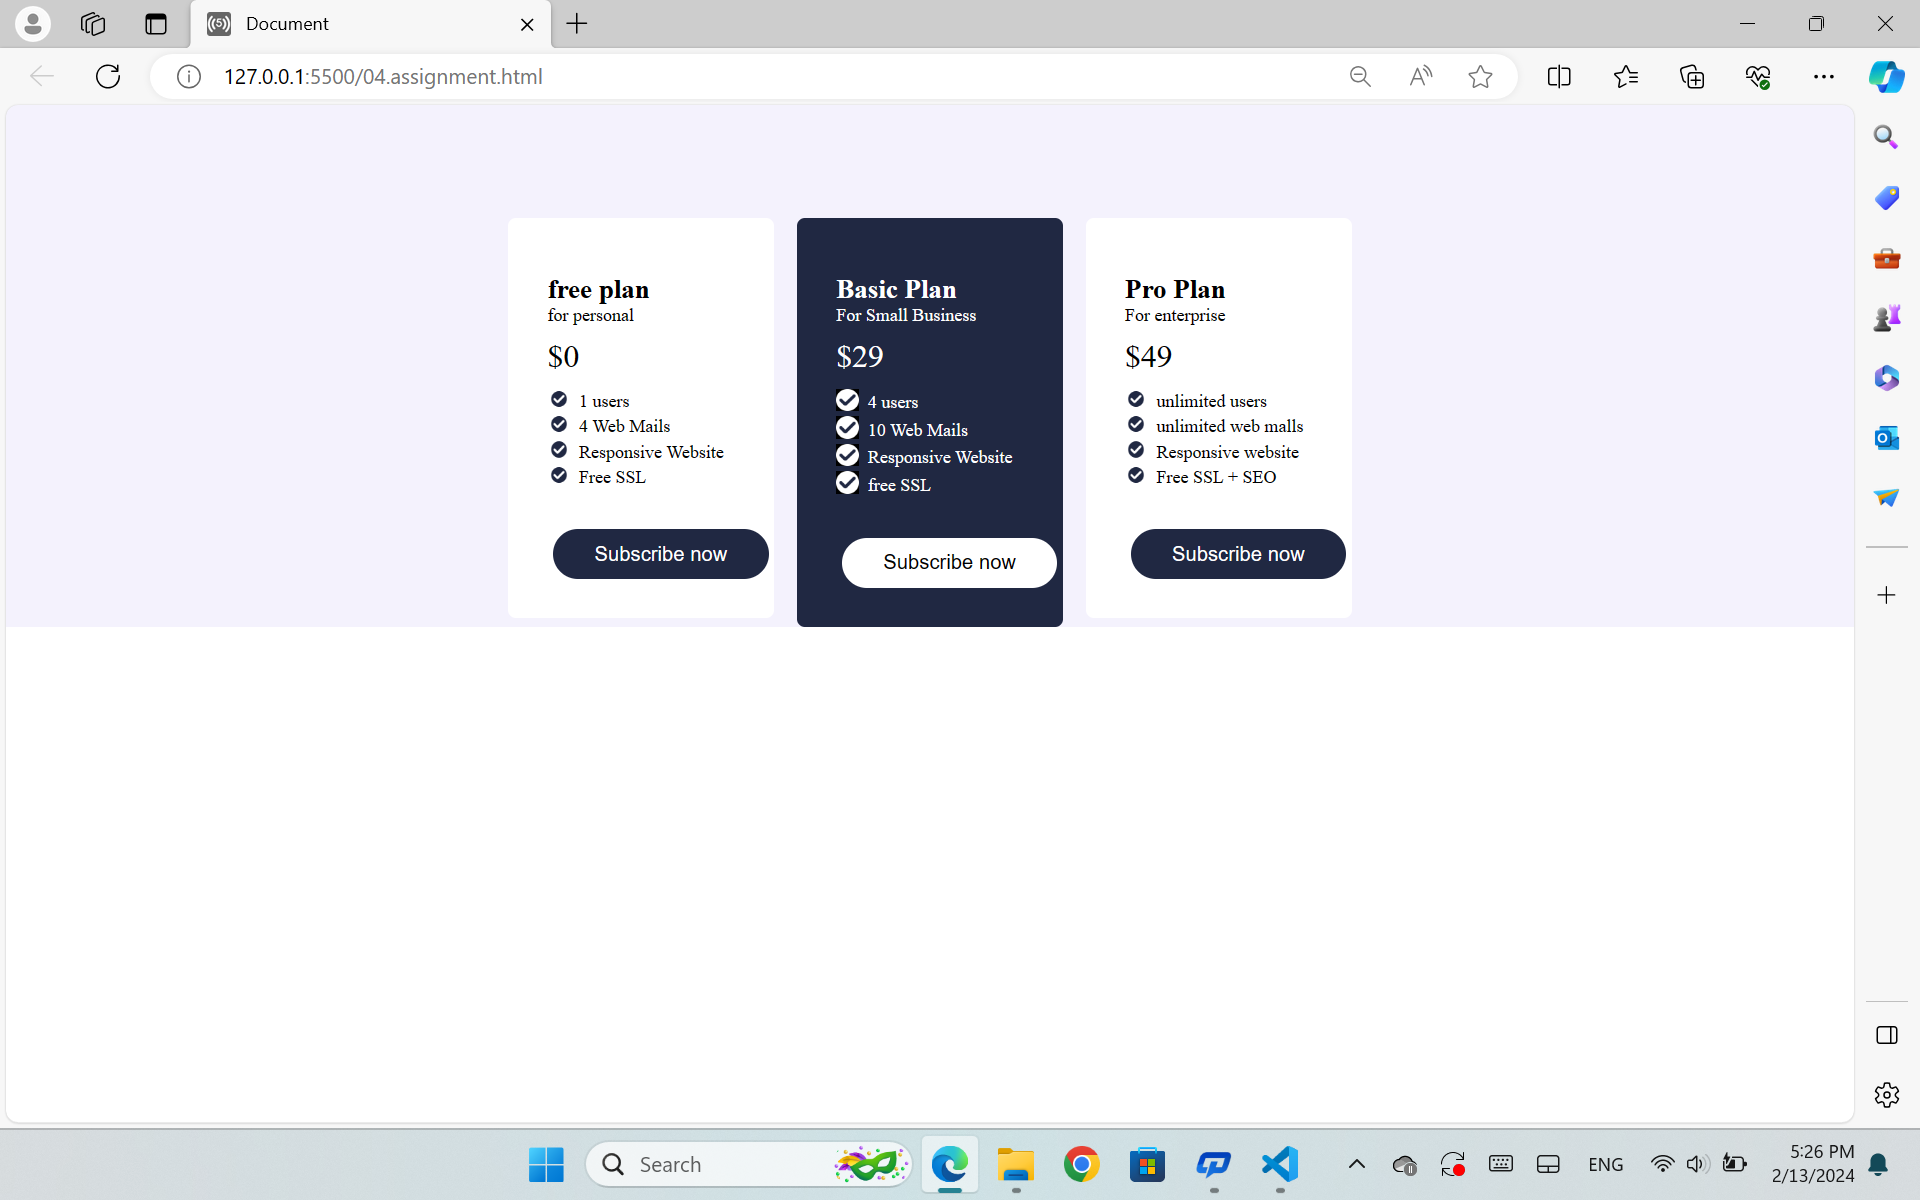 Document
127.0.0.1:5500/04.assignment.html
free plan
for personal
$0
1 users
4 Web Mails
Responsive Website
Free SSL
Subscribe now
Basic Plan
For Small Business
$29
4 users
10 Web Mails
Responsive Website
free SSL
Subscribe now
Pro Plan
For enterprise
$49
unlimited users
unlimited web malls
Responsive website
Free SSL + SEO
Subscribe now
Search
ENG
5:26 PM
2/13/2024